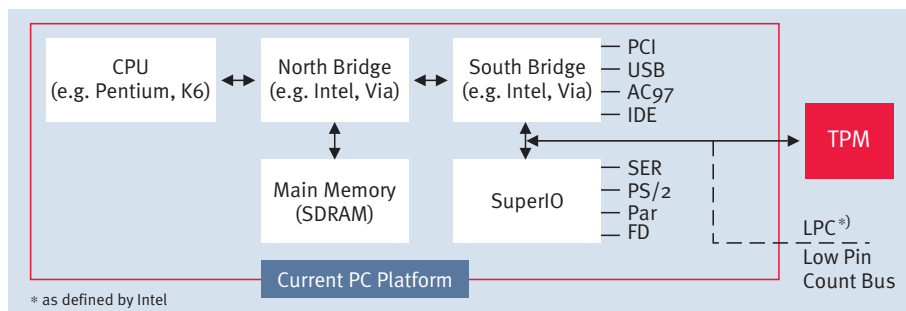 CPU
(e.g. Pentium, K6)
North Bridge
(e.g. Intel, Via)
South Bridge
(e.g. Intel, Via)
PCI
USB
AC97
IDE
TPM
Main Memory
(SDRAM)
SuperIO
SER
PS/2
Par
FD
LPC*)
Low Pin
Count Bus
Current PC Platform
* as defined by Intel